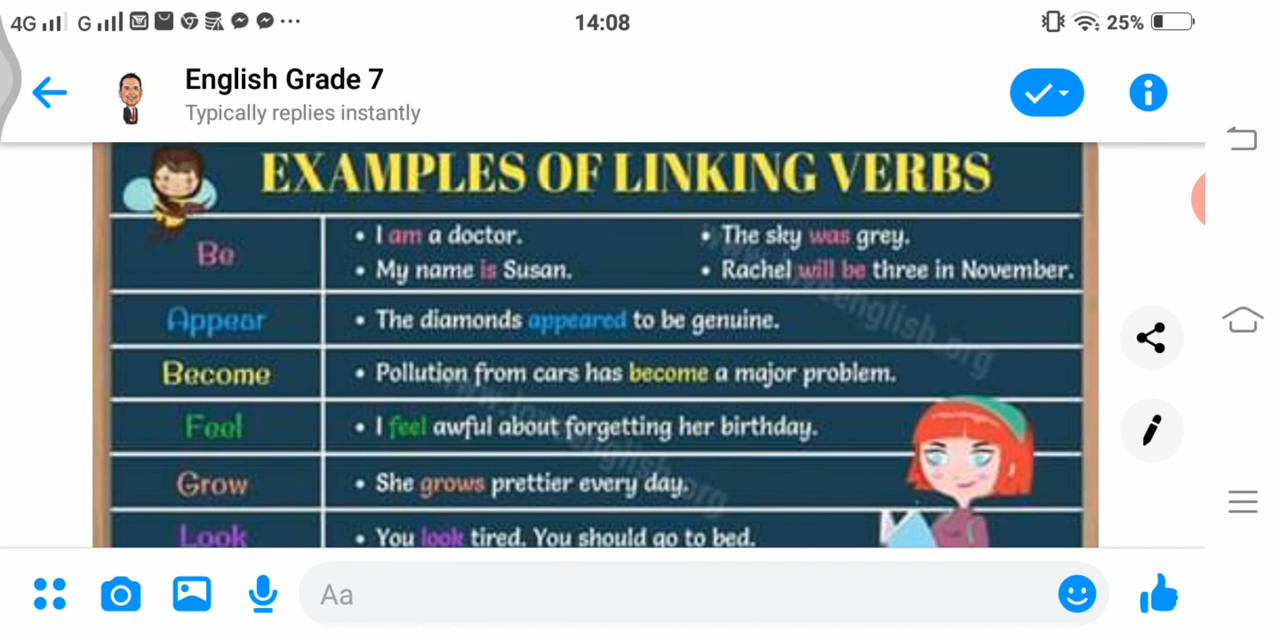 4G G 14:08 25%
English Grade 7
Typically replies instantly
EXAMPLES OF LINKING VERBS
Be
• I am a doctor.
• My name is Susan.
• The sky was grey.
• Rachel will be three in November.
Appear
• The diamonds appeared to be genuine.
Become
• Pollution from cars has become a major problem.
Feel
• I feel awful about forgetting her birthday.
Grow
• She grows prettier every day.
Look
• You look tired. You should go to bed.
Aa